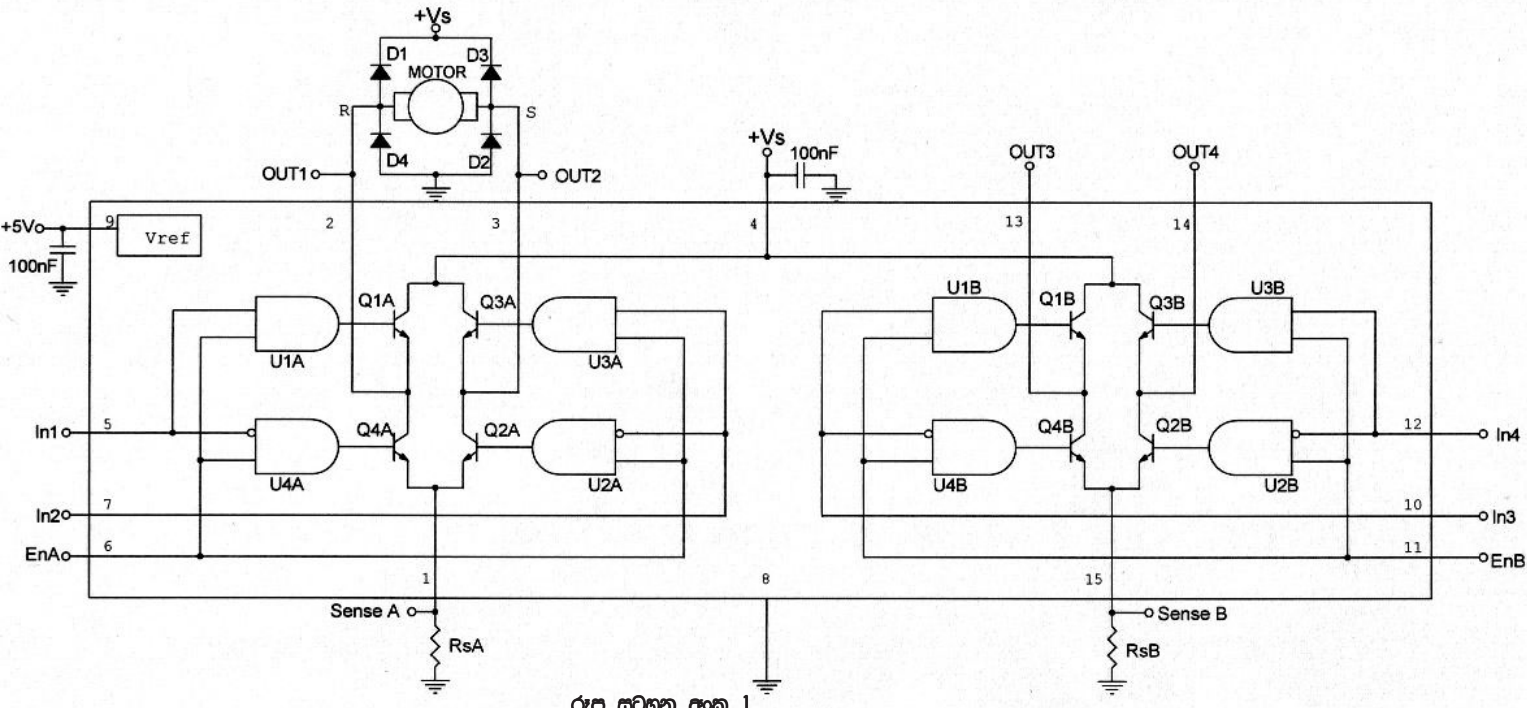 +Vs
D1
D3
MOTOR
R
S
D4
D2
OUT1
OUT2
+Vs
100nF
OUT3
OUT4
+5V
9
Vref
100nF
2
3
4
13
14
Q1A
Q3A
U1A
U3A
Q1B
Q3B
U1B
U3B
In1
5
Q4A
Q2A
U4A
U2A
Q4B
Q2B
U4B
U2B
12
In4
In2
7
10
In3
EnA
6
11
EnB
1
8
15
Sense A
RsA
Sense B
RsB
රූප සටහන අංක 1